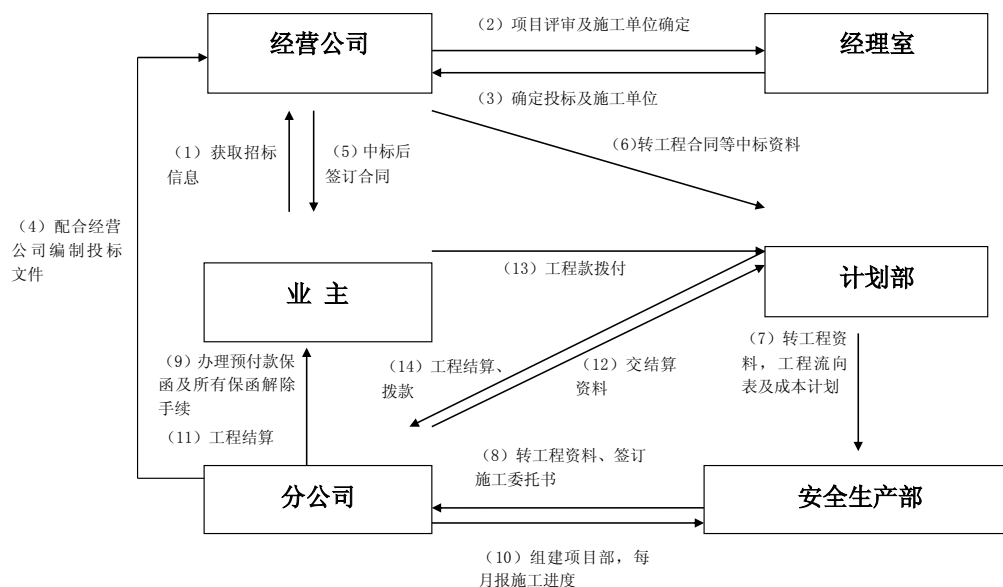 （2）项目评审及施工单位确定
经营公司
经理室
（3）确定投标及施工单位
（1）获取招标
信息
（5）中标后
签订合同
（6)转工程合同等中标资料
（4）配合经营
公司编制投标
文件
（13）工程款拨付
业 主
计划部
（9）办理预付款保
函及所有保函解除
手续
（11）工程结算
（14）工程结算、
拨款
（12）交结算
资料
（7）转工程资
料，工程流向
表及成本计划
（8）转工程资料、签订
施工委托书
分公司
安全生产部
（10）组建项目部，每
月报施工进度